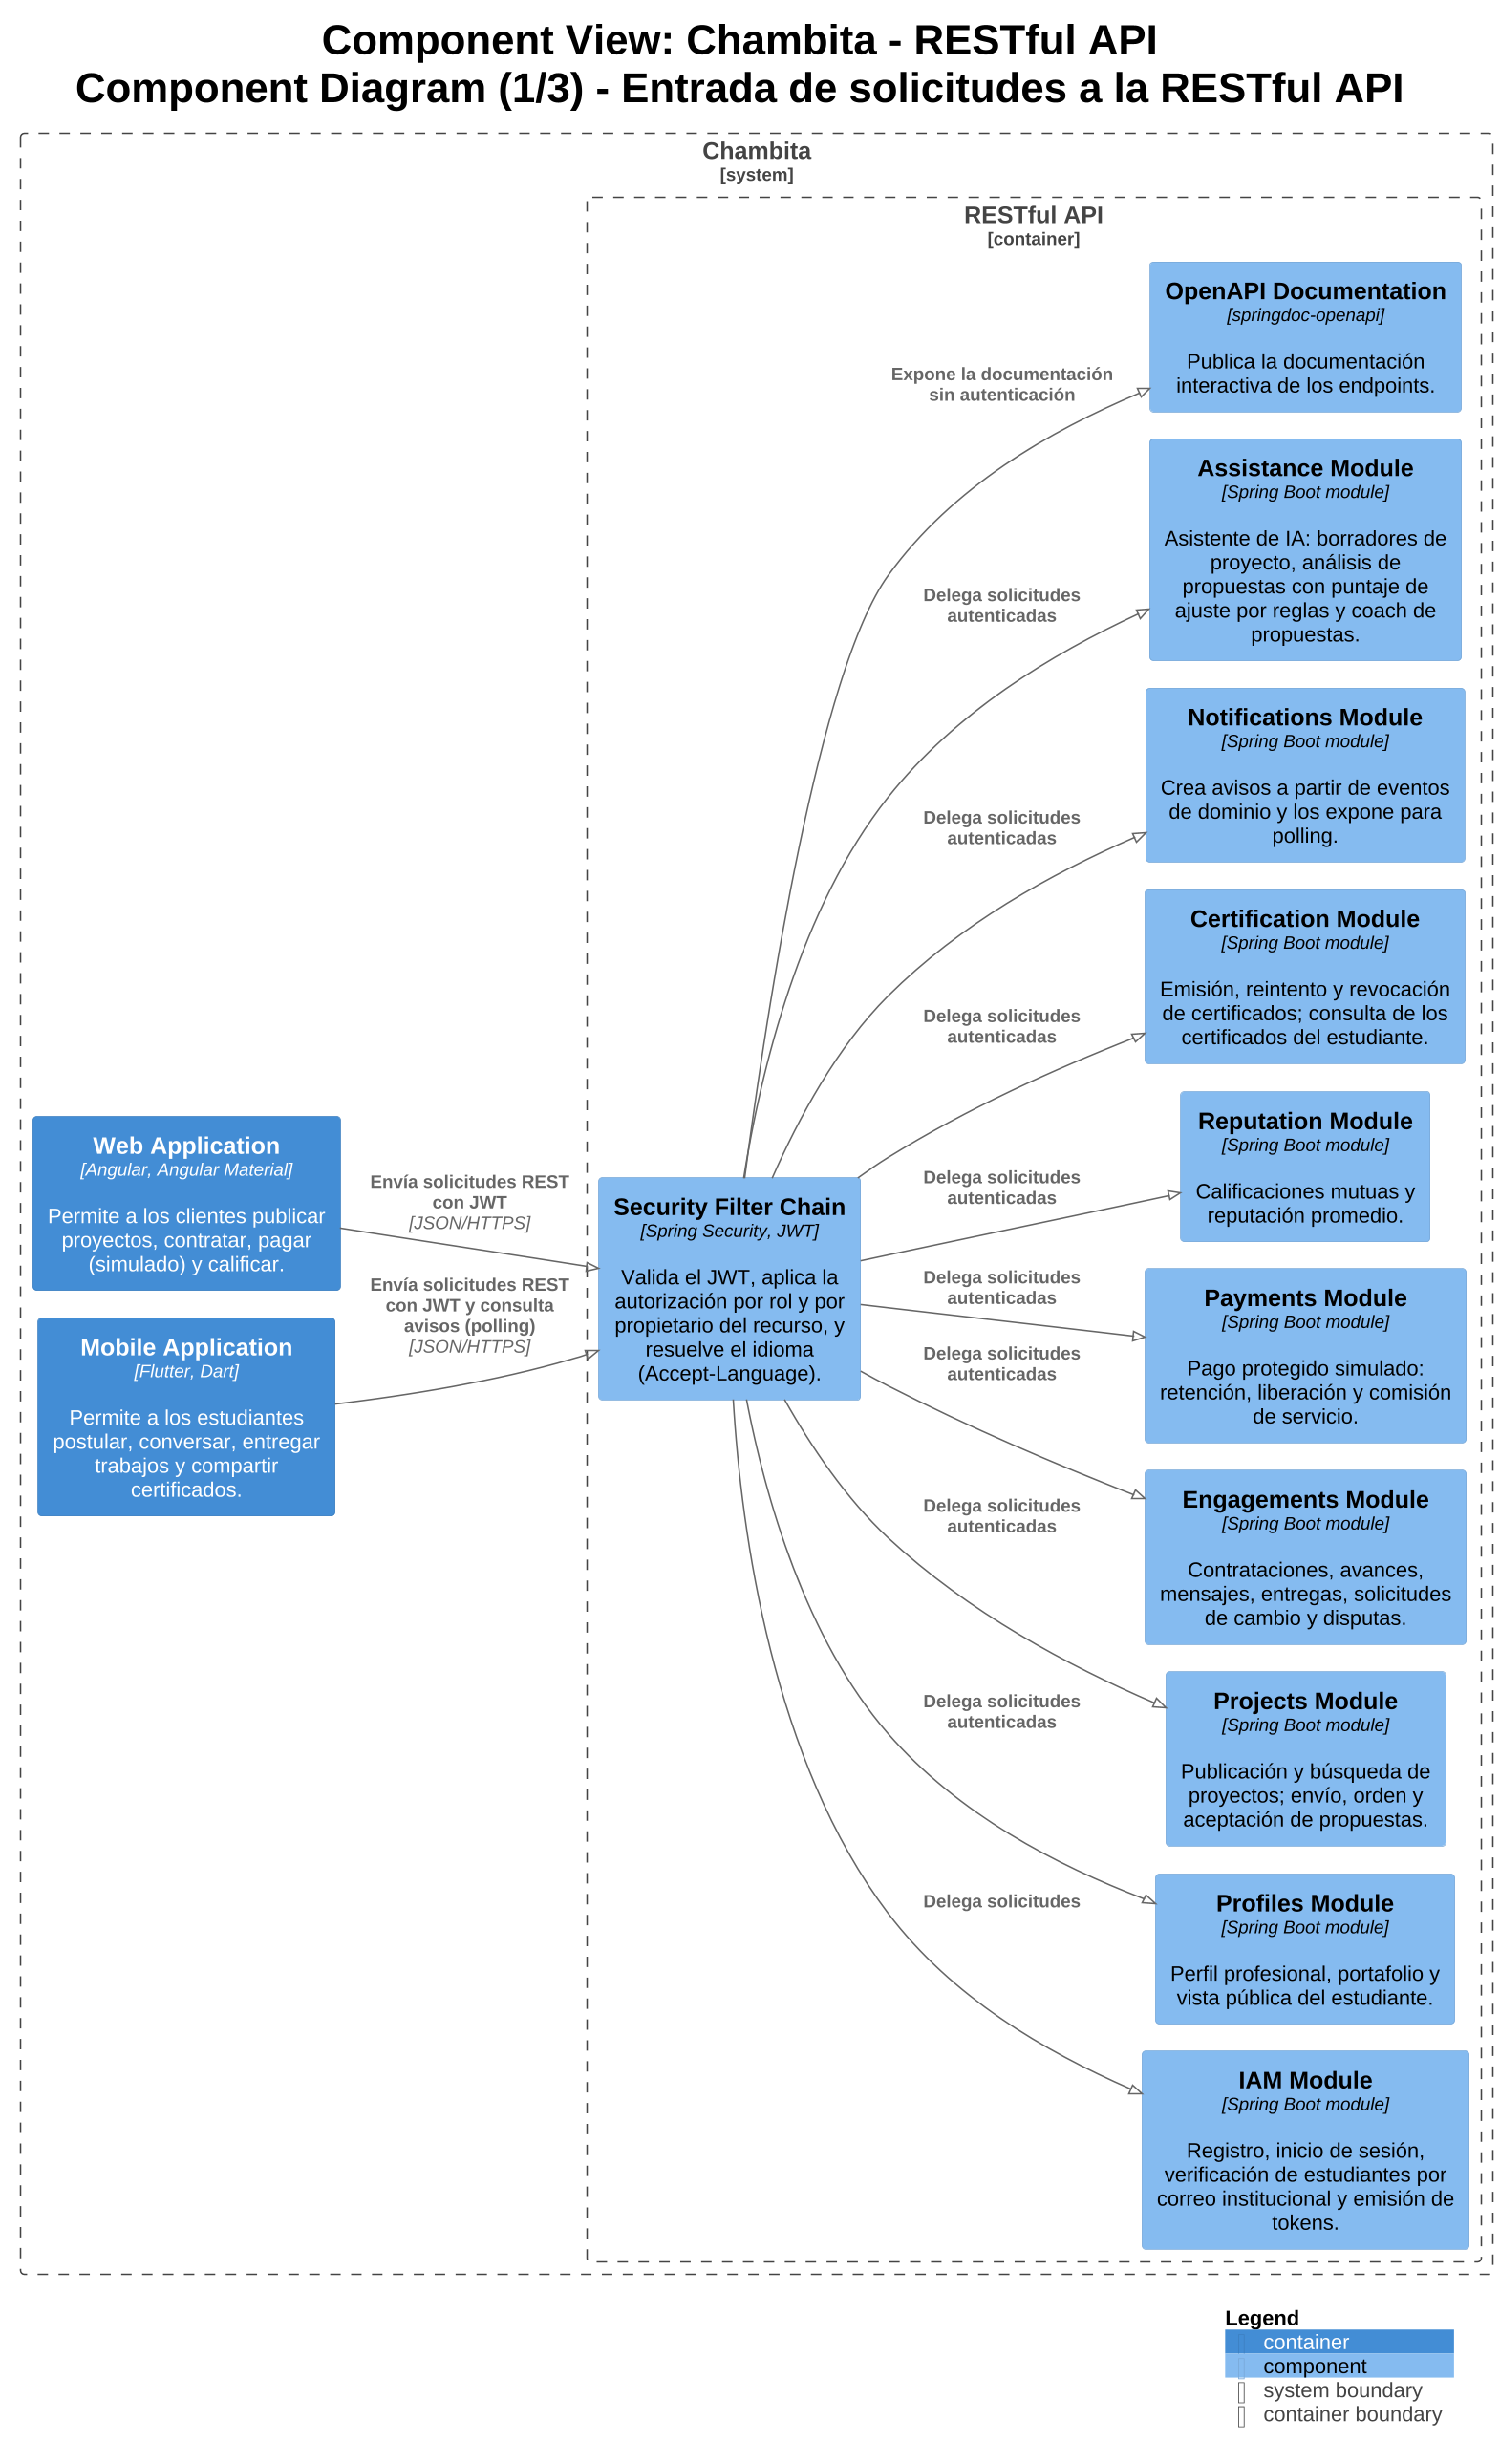 Component View: Chambita - RESTful API
Component Diagram (1/3) - Entrada de solicitudes a la RESTful API
Chambita
[system]
RESTful API
[container]
OpenAPI Documentation
[springdoc-openapi]
Publica la documentación
interactiva de los endpoints.
Expone la documentación
sin autenticación
Assistance Module
[Spring Boot module]
Asistente de IA: borradores de
proyecto, análisis de
propuestas con puntaje de
ajuste por reglas y coach de
propuestas.
Delega solicitudes
autenticadas
Notifications Module
[Spring Boot module]
Crea avisos a partir de eventos
de dominio y los expone para
polling.
Delega solicitudes
autenticadas
Certification Module
[Spring Boot module]
Emisión, reintento y revocación
de certificados; consulta de los
certificados del estudiante.
Delega solicitudes
autenticadas
Reputation Module
[Spring Boot module]
Calificaciones mutuas y
reputación promedio.
Delega solicitudes
autenticadas
Web Application
[Angular, Angular Material]
Permite a los clientes publicar
proyectos, contratar, pagar
(simulado) y calificar.
Envía solicitudes REST
con JWT
[JSON/HTTPS]
Security Filter Chain
[Spring Security, JWT]
Valida el JWT, aplica la
autorización por rol y por
propietario del recurso, y
resuelve el idioma
(Accept-Language).
Envía solicitudes REST
con JWT y consulta
avisos (polling)
[JSON/HTTPS]
Mobile Application
[Flutter, Dart]
Permite a los estudiantes
postular, conversar, entregar
trabajos y compartir
certificados.
Delega solicitudes
autenticadas
Payments Module
[Spring Boot module]
Pago protegido simulado:
retención, liberación y comisión
de servicio.
Delega solicitudes
autenticadas
Engagements Module
[Spring Boot module]
Contrataciones, avances,
mensajes, entregas, solicitudes
de cambio y disputas.
Delega solicitudes
autenticadas
Projects Module
[Spring Boot module]
Publicación y búsqueda de
proyectos; envío, orden y
aceptación de propuestas.
Delega solicitudes
autenticadas
Profiles Module
[Spring Boot module]
Perfil profesional, portafolio y
vista pública del estudiante.
Delega solicitudes
IAM Module
[Spring Boot module]
Registro, inicio de sesión,
verificación de estudiantes por
correo institucional y emisión de
tokens.
Legend
container
component
system boundary
container boundary